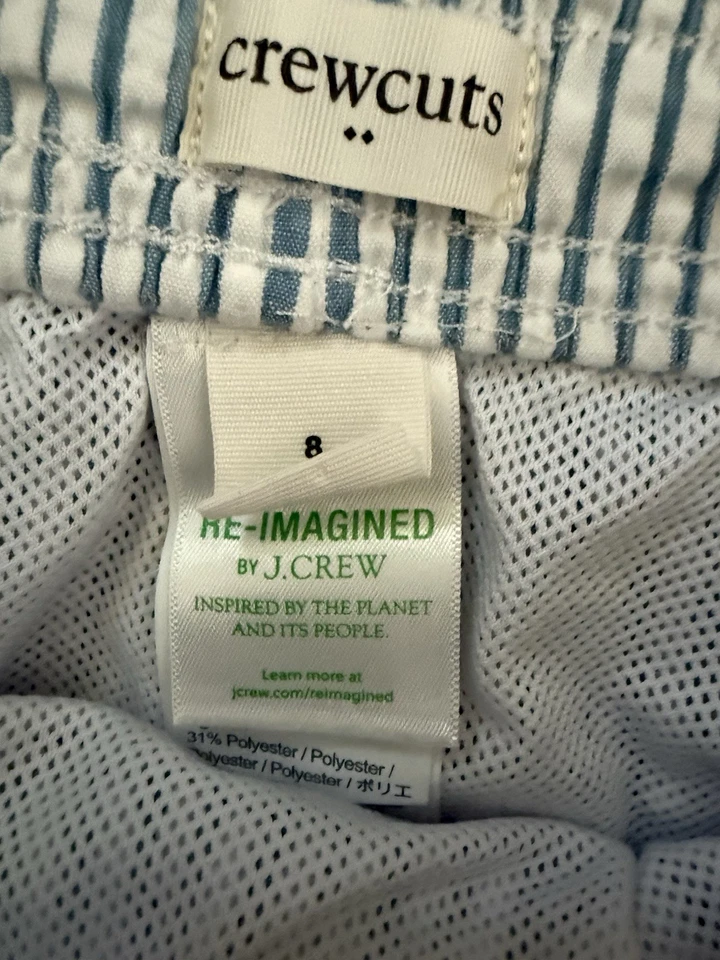 crewcuts
8
RE-IMAGINED
BY J.CREW
INSPIRED BY THE PLANET
AND ITS PEOPLE.
Learn more at
jcrew.com/reimagined
31% Polyester / Polyester /
Polyester / Polyester / ポリエ